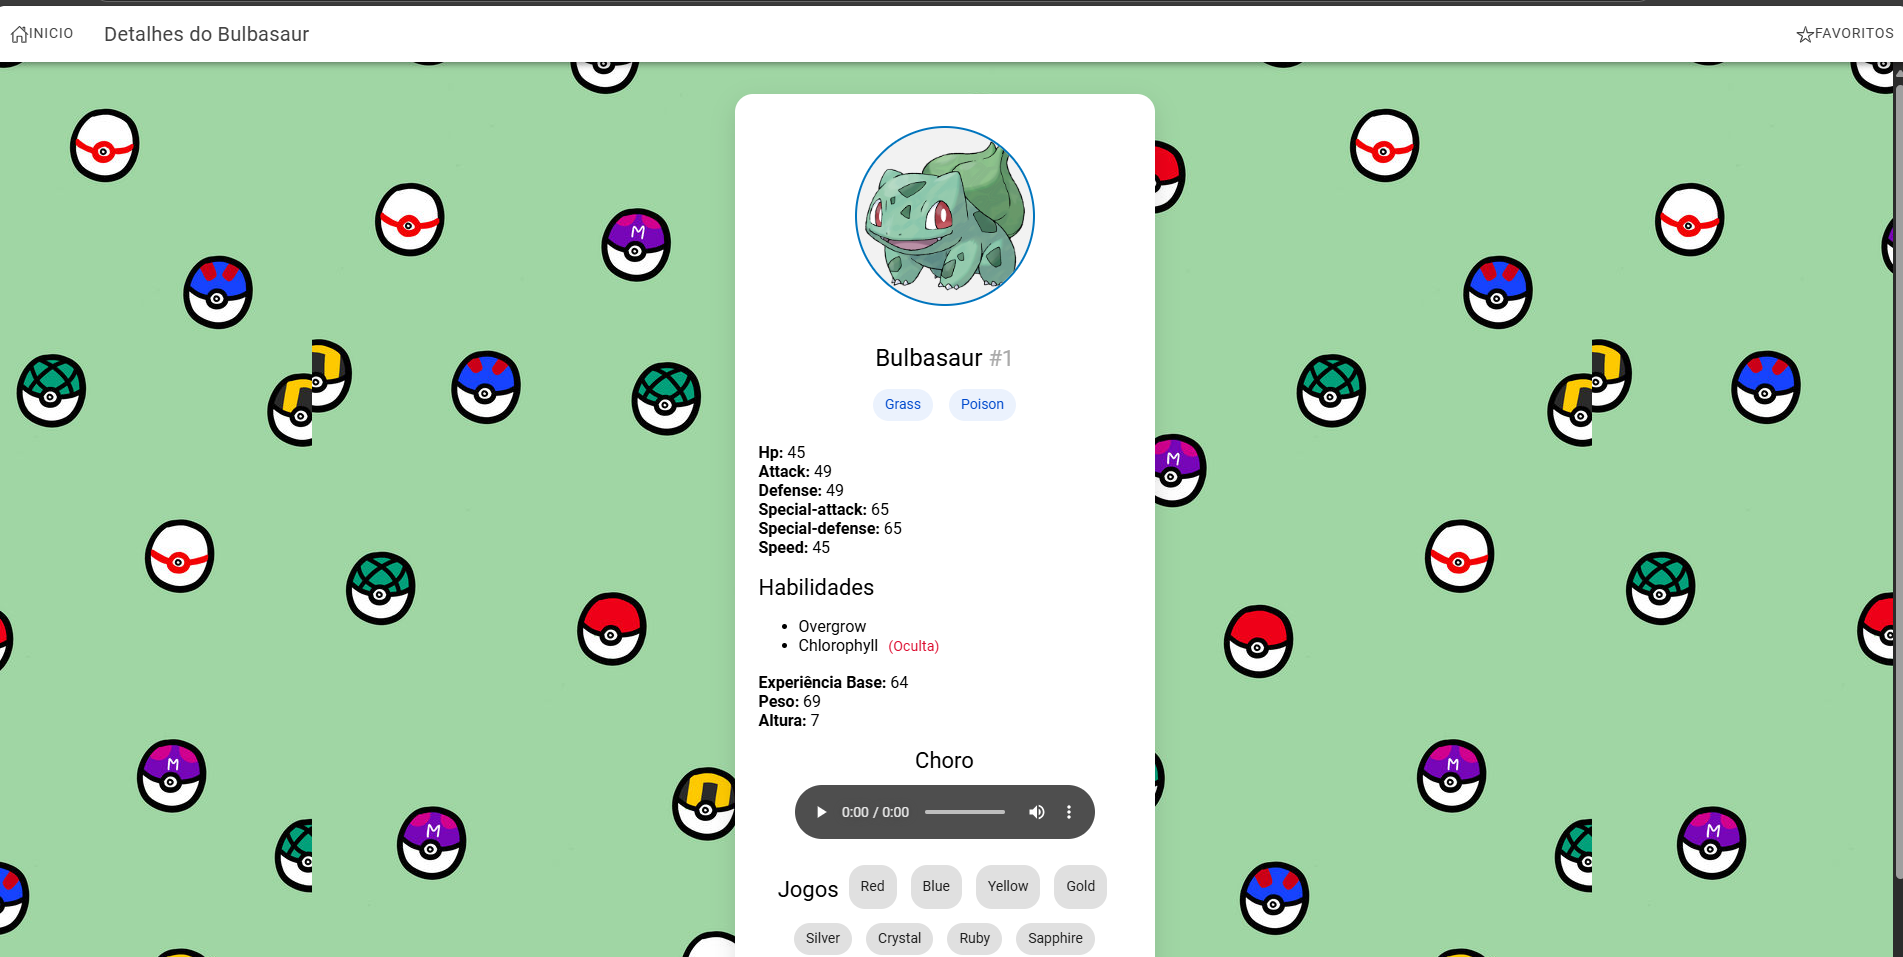 INICIO
Detalhes do Bulbasaur
FAVORITOS
Bulbasaur #1
Grass Poison
Hp: 45
Attack: 49
Defense: 49
Special-attack: 65
Special-defense: 65
Speed: 45
Habilidades
Overgrow
Chlorophyll (Oculta)
Experiência Base: 64
Peso: 69
Altura: 7
Choro
0:00 / 0:00
Jogos Red Blue Yellow Gold
Silver Crystal Ruby Sapphire
M
M
M
M
M
M